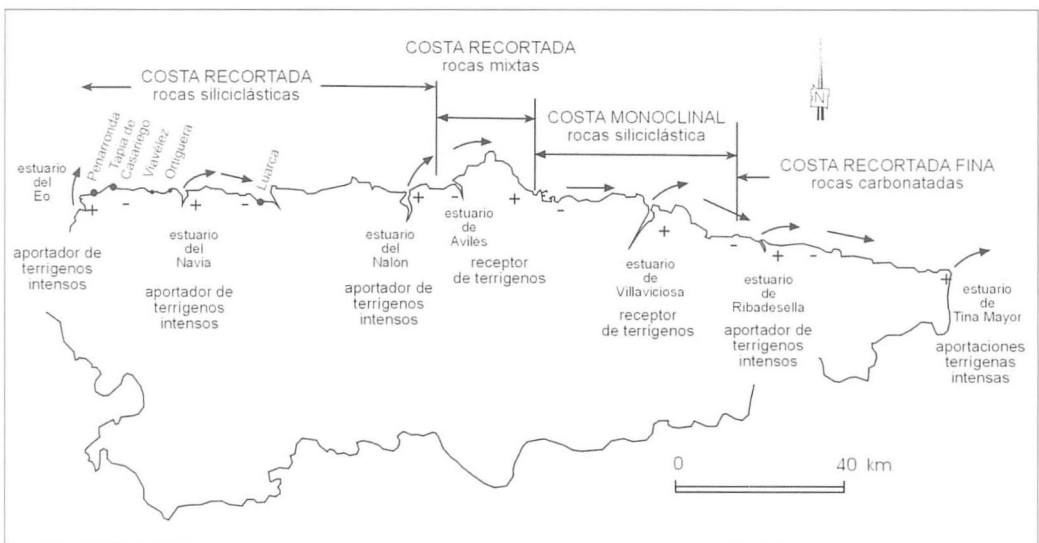 COSTA RECORTADA
rocas mixtas
COSTA RECORTADA
rocas siliciclásticas
N
COSTA MONOCLINAL
rocas siliciclástica
COSTA RECORTADA FINA
rocas carbonatadas
estuario
del
Eo
Penarronda
Tapia de
Casariego
Viavélez
Ortiguera
Luarca
+
-
+
-
+
-
+
-
+
-
+
-
+
aportador de
terrígenos
intensos
estuario
del
Navia
aportador de
terrígenos
intensos
estuario
del
Nalón
aportador de
terrígenos
intensos
estuario
de
Avilés
receptor
de terrígenos
estuario
de
Villaviciosa
receptor
de terrígenos
estuario
de
Ribadesella
aportador de
terrígenos
intensos
estuario
de
Tina Mayor
aportaciones
terrígenas
intensas
0 40 km